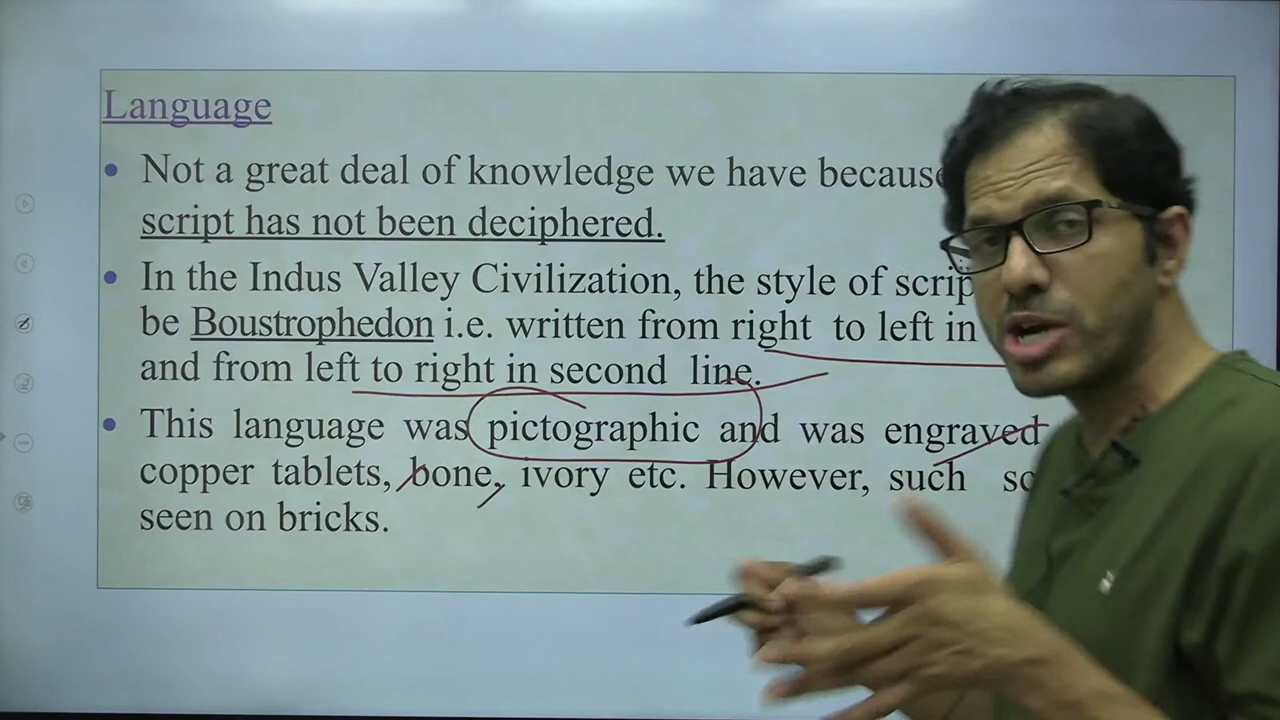 Language
• Not a great deal of knowledge we have because
script has not been deciphered.
• In the Indus Valley Civilization, the style of
be Boustrophedon i.e. written from right to left in
and from left to right in second line.
• This language was pictographic and was engraved
copper tablets, bone, ivory etc. However, such
seen on bricks.